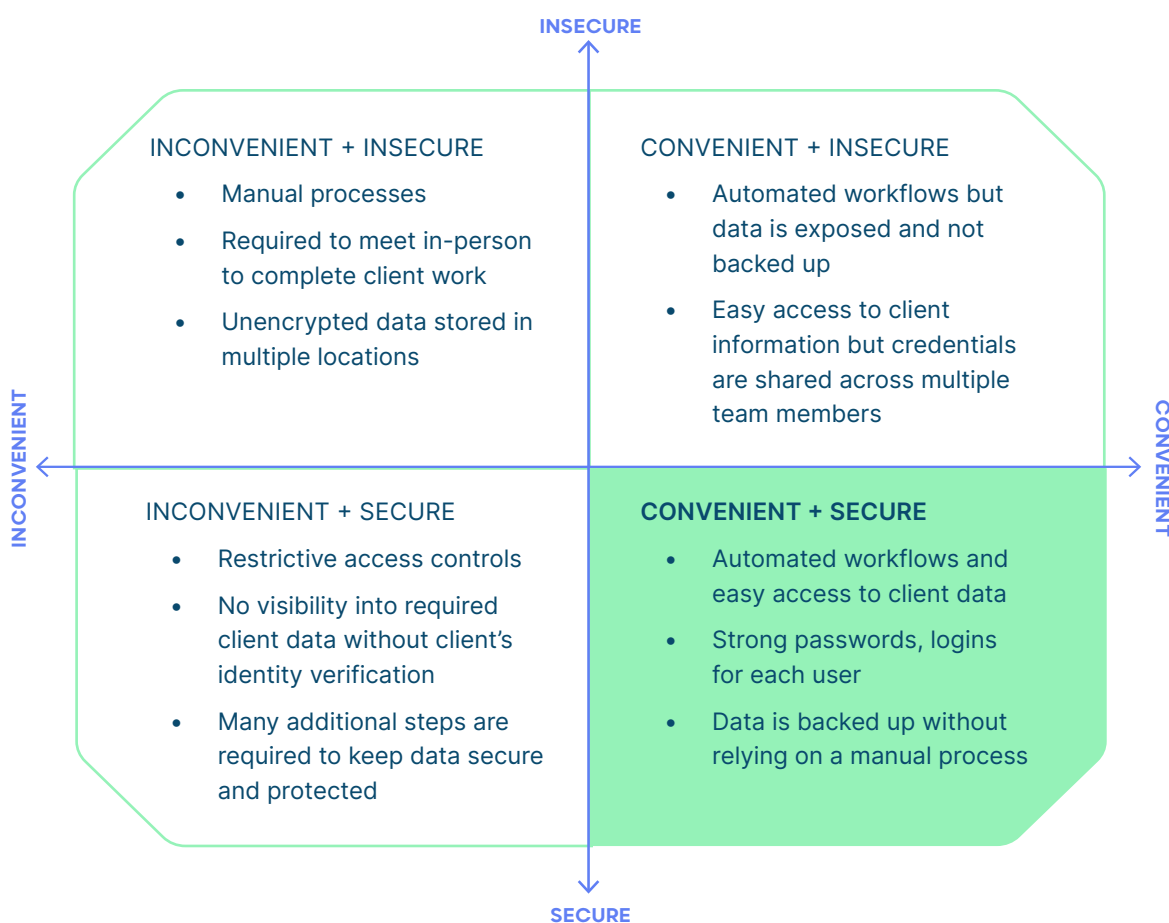 INSECURE
INCONVENIENT + INSECURE
• Manual processes
• Required to meet in-person
to complete client work
• Unencrypted data stored in
multiple locations
CONVENIENT + INSECURE
• Automated workflows but
data is exposed and not
backed up
• Easy access to client
information but credentials
are shared across multiple
team members
INCONVENIENT
CONVENIENT
INCONVENIENT + SECURE
• Restrictive access controls
• No visibility into required
client data without client’s
identity verification
• Many additional steps are
required to keep data secure
and protected
CONVENIENT + SECURE
• Automated workflows and
easy access to client data
• Strong passwords, logins
for each user
• Data is backed up without
relying on a manual process
SECURE